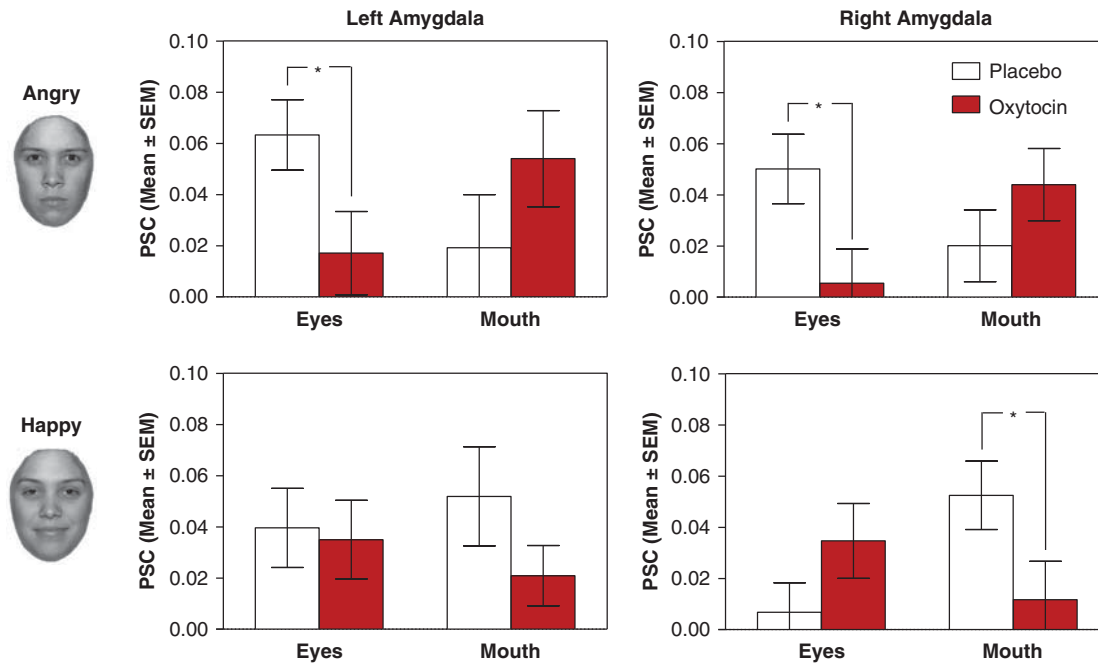 Left Amygdala
Right Amygdala
Angry
PSC (Mean ± SEM)
0.10
0.08
0.06
0.04
0.02
0.00
*
Eyes
Mouth
PSC (Mean ± SEM)
0.10
0.08
0.06
0.04
0.02
0.00
*
Placebo
Oxytocin
Eyes
Mouth
Happy
PSC (Mean ± SEM)
0.10
0.08
0.06
0.04
0.02
0.00
Eyes
Mouth
PSC (Mean ± SEM)
0.10
0.08
0.06
0.04
0.02
0.00
*
Eyes
Mouth